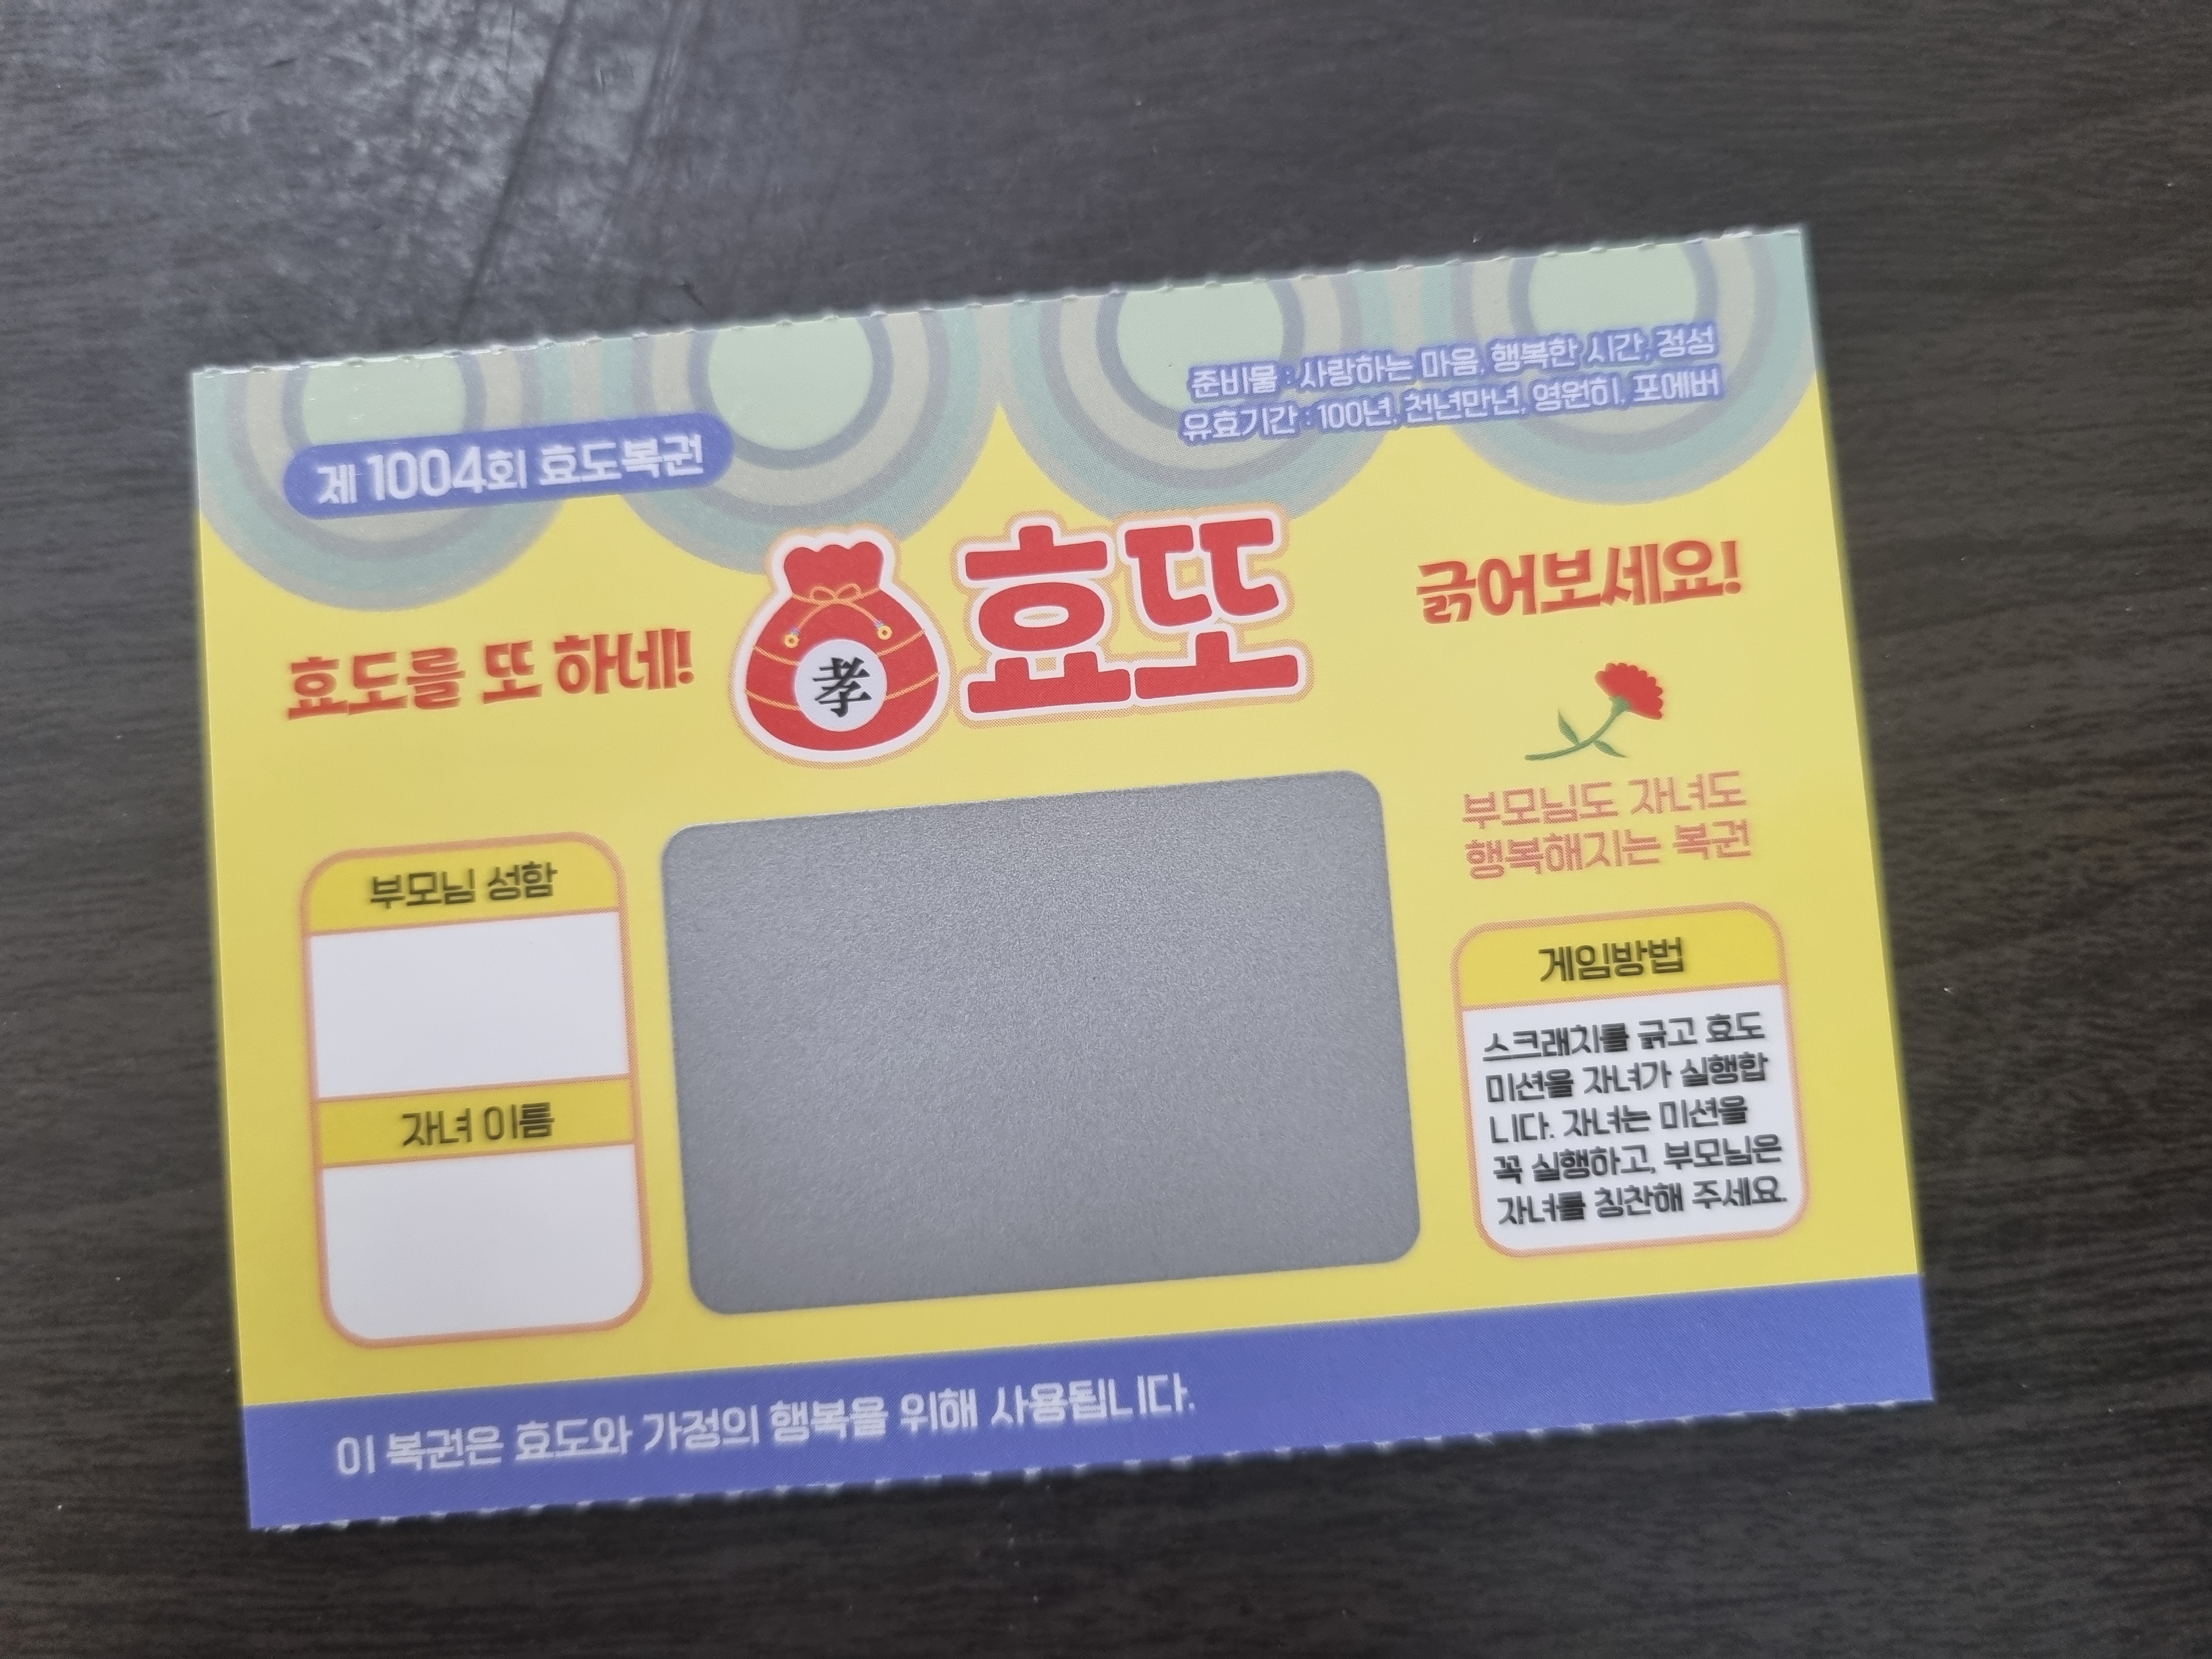 제 1004회 효도복권
준비물 : 사랑하는 마음, 행복한 시간, 정성
유효기간 : 100년, 천년만년, 영원히, 포에버
효도를 또 하네!
孝
효또
긁어보세요!
부모님도 자녀도
행복해지는 복권
부모님 성함
자녀 이름
게임방법
스크래치를 긁고 효도
미션을 자녀가 실행합
니다. 자녀는 미션을
꼭 실행하고, 부모님은
자녀를 칭찬해 주세요.
이 복권은 효도와 가정의 행복을 위해 사용됩니다.